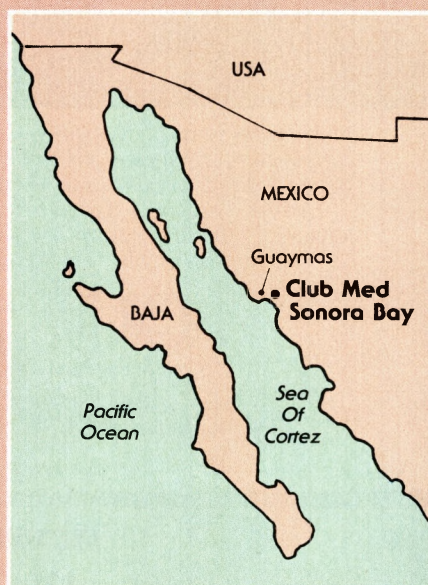 USA
MEXICO
Guaymas
Club Med
Sonora Bay
BAJA
Sea
Of
Cortez
Pacific
Ocean